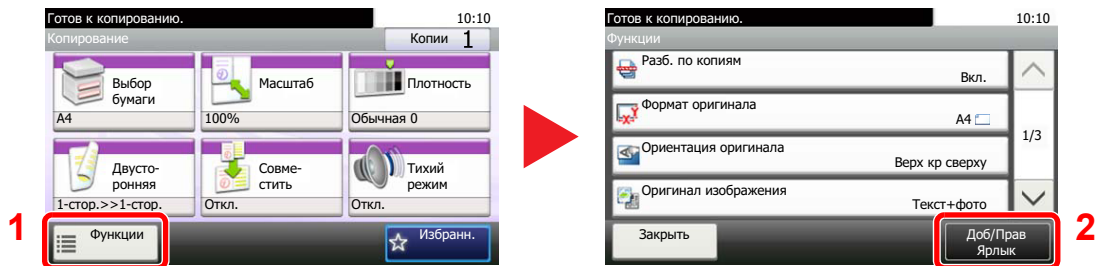 Готов к копированию. 10:10
Копирование Копии 1
Выбор
бумаги
A4
Масштаб
100%
Плотность
Обычная 0
Двусто-
ронняя
1-стор.>>1-стор.
Совме-
стить
Откл.
Тихий
режим
Откл.
1 Функции Избранн.
Готов к копированию. 10:10
Функции
Разб. по копиям
Вкл.
Формат оригинала
A4
1/3
Ориентация оригинала
Верх кр сверху
Оригинал изображения
Текст+фото
Закрыть
Доб/Прав
Ярлык
2